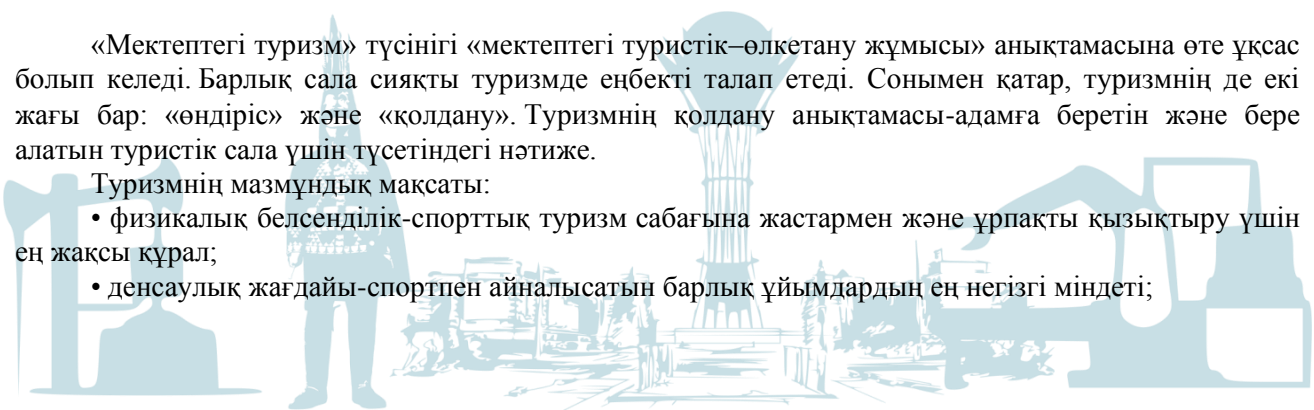 «Мектептегі туризм» түсінігі «мектептегі туристік–өлкетану жұмысы» анықтамасына өте ұқсас
болып келеді. Барлық сала сияқты туризмде еңбекті талап етеді. Сонымен қатар, туризмнің де екі
жағы бар: «өндіріс» және «қолдану». Туризмнің қолдану анықтамасы-адамға беретін және бере
алатын туристік сала үшін түсетіндегі нәтиже.
Туризмнің мазмұндық мақсаты:
• физикалық белсенділік-спорттық туризм сабағына жастармен және ұрпақты қызықтыру үшін
ең жақсы құрал;
• денсаулық жағдайы-спортпен айналысатын барлық ұйымдардың ең негізгі міндеті;